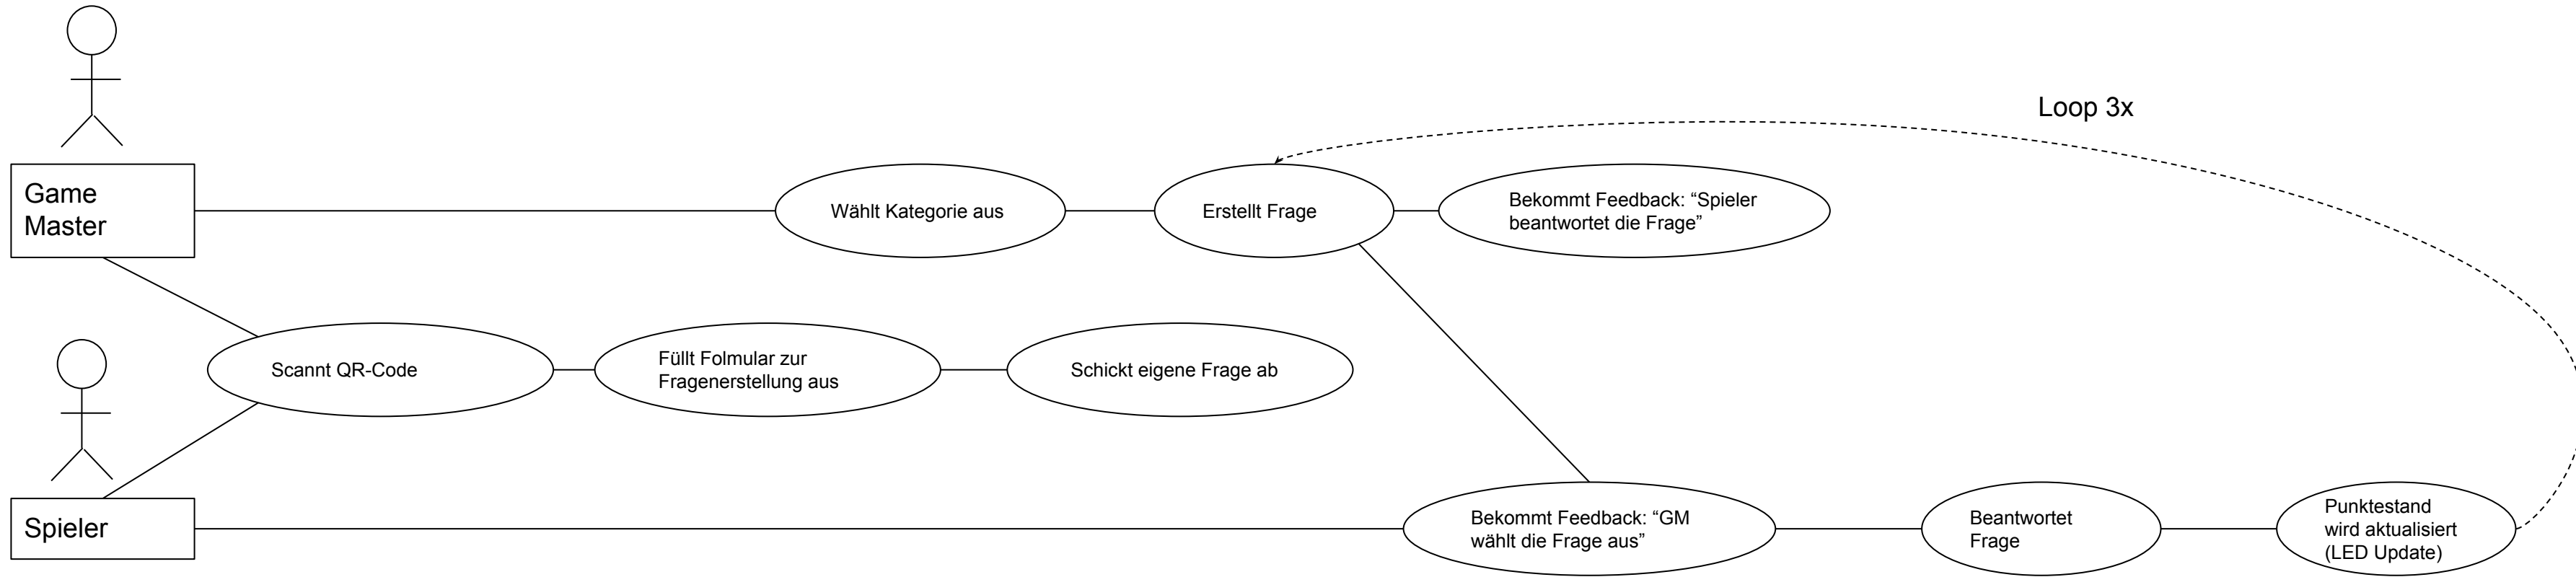 Loop 3x
Game
Master
Wählt Kategorie aus
Erstellt Frage
Bekommt Feedback: “Spieler
beantwortet die Frage”
Scannt QR-Code
Füllt Folmular zur
Fragenerstellung aus
Schickt eigene Frage ab
Spieler
Bekommt Feedback: “GM
wählt die Frage aus”
Beantwortet
Frage
Punktestand
wird aktualisiert
(LED Update)